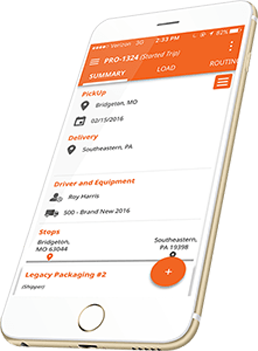 Verizon 3G 2:33 PM 82%
PRO-1324 (Started Trip)
SUMMARY LOAD ROUTING
PickUp
Bridgeton, MO
02/15/2016
Delivery
Southeastern, PA
Driver and Equipment
Roy Harris
500 - Brand New 2016
Stops
Bridgeton, Southeastern,
MO 63044 PA 19398
+
Legacy Packaging #2
(Shipper)